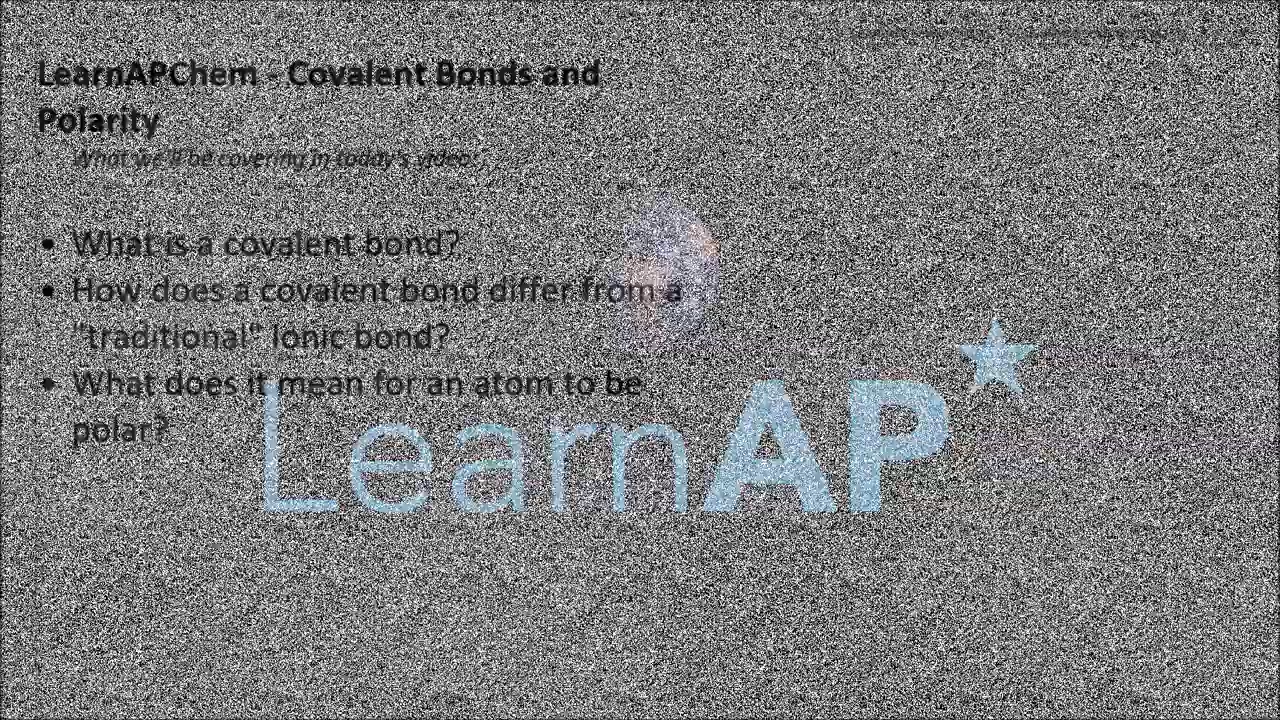 LearnAPChem - Covalent Bonds and
Polarity
What we'll be covering in today's video:
• What is a covalent bond?
• How does a covalent bond differ from a
"traditional" Ionic bond?
• What does it mean for an atom to be
polar?
LearnAP